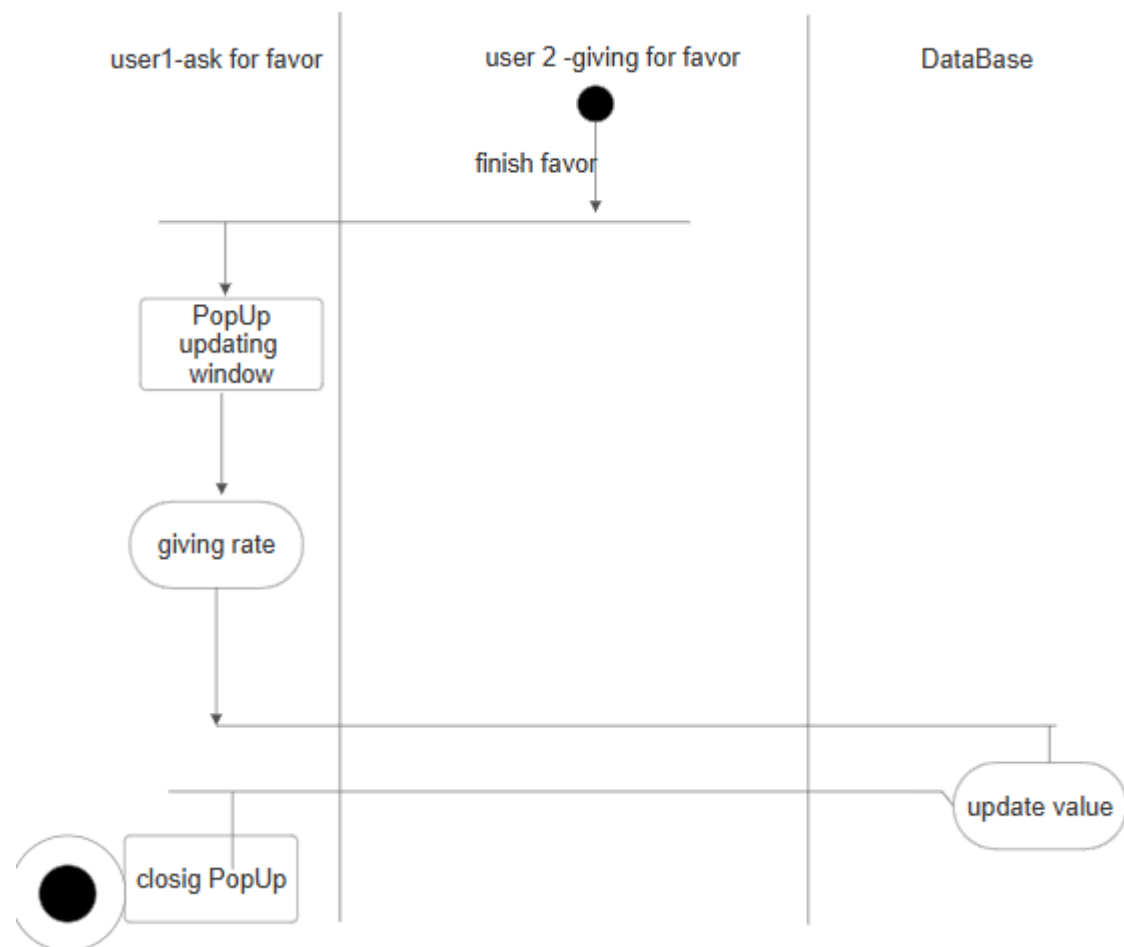 user1-ask for favor
user 2 -giving for favor
DataBase
finish favor
PopUp
updating
window
giving rate
update value
closig PopUp